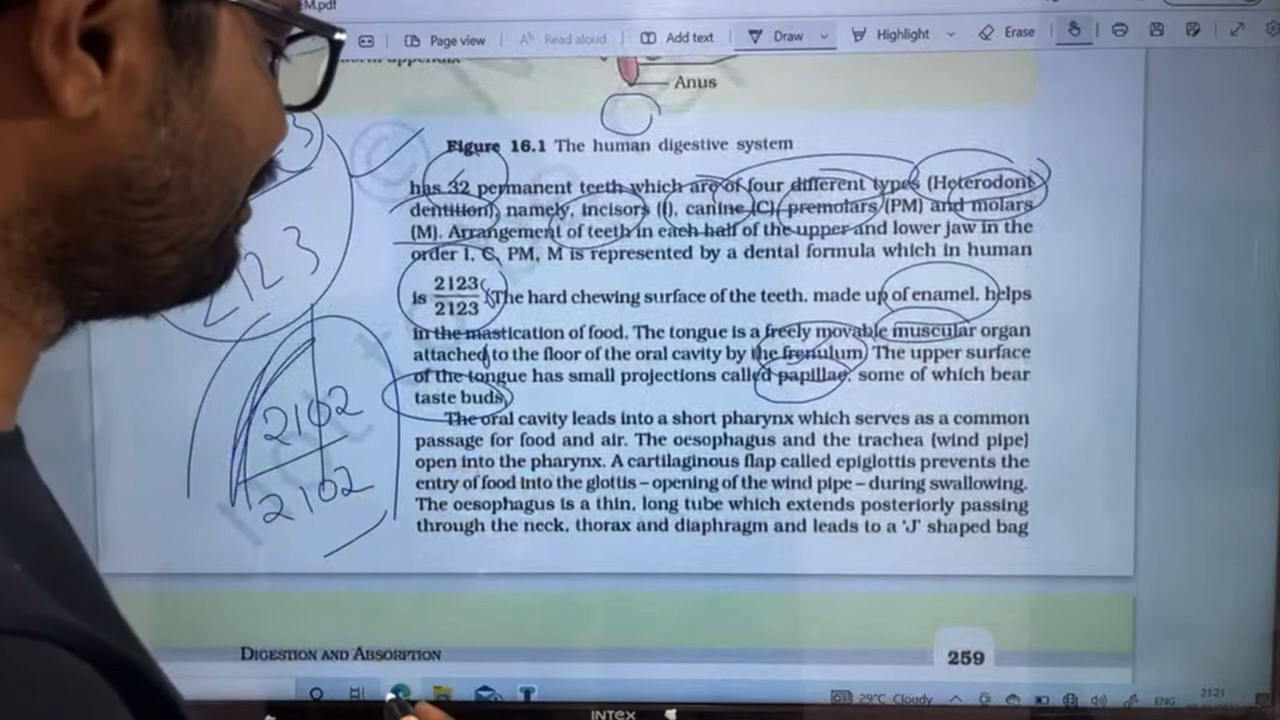 EM.pdf
Page view
Read aloud
Add text
Draw
Highlight
Erase
Anus
Figure 16.1 The human digestive system
has 32 permanent teeth which are of four different types (Heterodont
dentition), namely, incisors (I), canine (C), premolars (PM) and molars
(M). Arrangement of teeth in each half of the upper and lower jaw in the
order I, C, PM, M is represented by a dental formula which in human
is 2123
2123
The hard chewing surface of the teeth, made up of enamel, helps
in the mastication of food. The tongue is a freely movable muscular organ
attached to the floor of the oral cavity by the frenulum. The upper surface
of the tongue has small projections called papillae, some of which bear
taste buds.
The oral cavity leads into a short pharynx which serves as a common
passage for food and air. The oesophagus and the trachea (wind pipe)
open into the pharynx. A cartilaginous flap called epiglottis prevents the
entry of food into the glottis – opening of the wind pipe – during swallowing.
The oesophagus is a thin, long tube which extends posteriorly passing
through the neck, thorax and diaphragm and leads to a 'J' shaped bag
2123
2102
2102
DIGESTION AND ABSORPTION
259
29°C Cloudy
ENG
21:21
INTEX